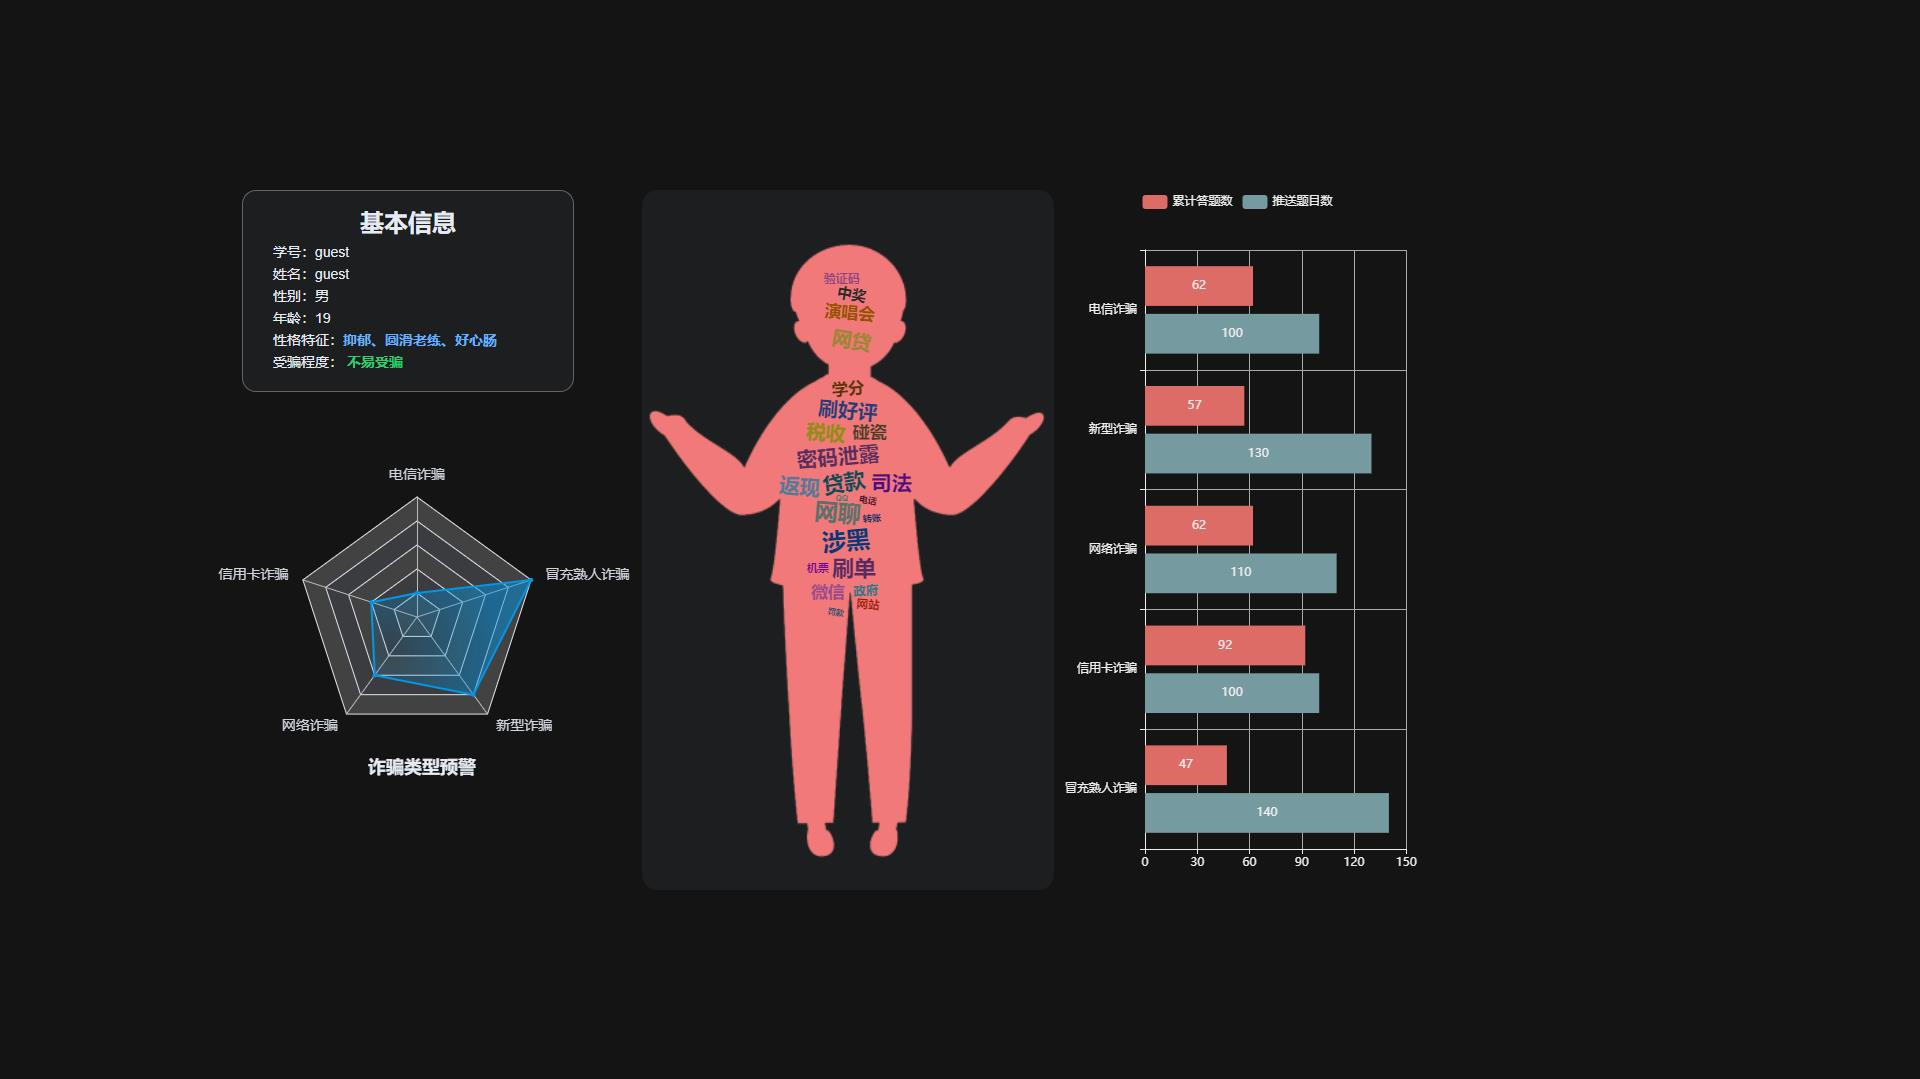 基本信息
学号：guest
姓名：guest
性别：男
年龄：19
性格特征：抑郁、圆滑老练、好心肠
受骗程度： 不易受骗
电信诈骗
信用卡诈骗
冒充熟人诈骗
网络诈骗
新型诈骗
诈骗类型预警
验证码
中奖
演唱会
网贷
学分
刷好评
税收 碰瓷
密码泄露
返现 贷款 司法
QQ 电话
网聊 转账
涉黑
机票 刷单
微信 政府
网站
罚款
累计答题数 推送题目数
62
电信诈骗
100
57
新型诈骗
130
62
网络诈骗
110
92
信用卡诈骗
100
47
冒充熟人诈骗
140
0 30 60 90 120 150